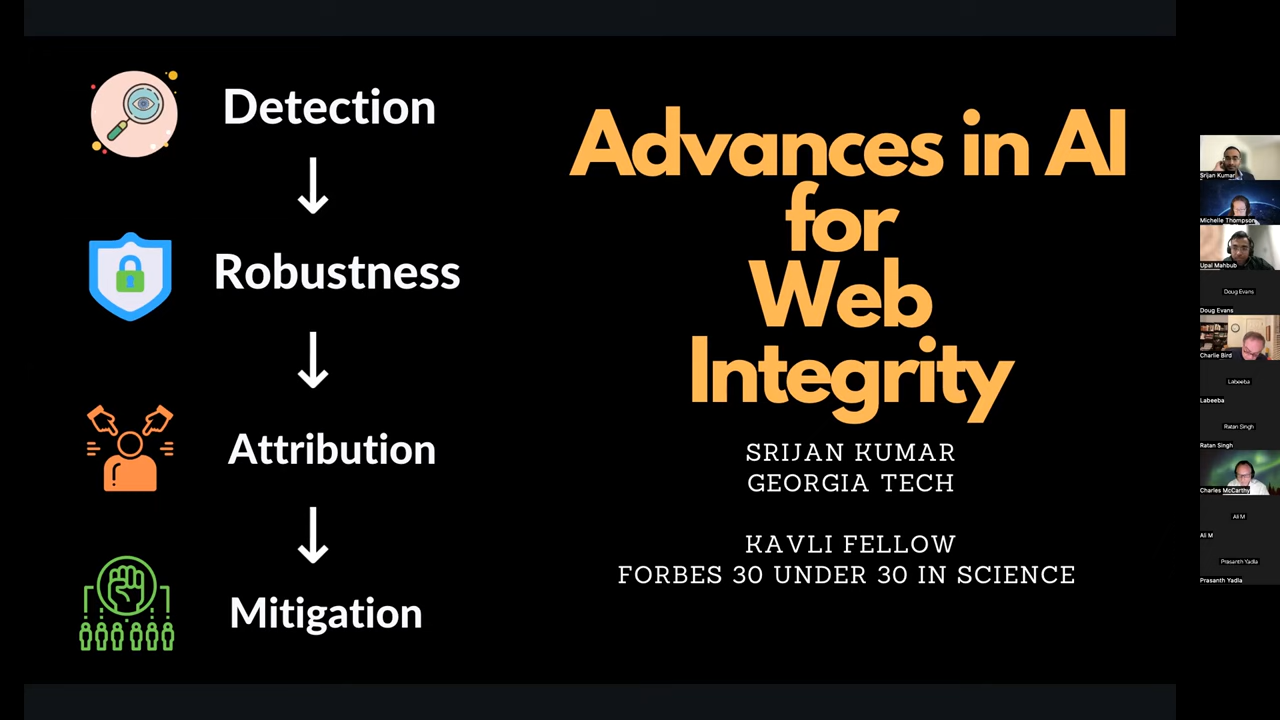 Detection
Robustness
Attribution
Mitigation
Advances in AI
for
Web
Integrity
SRIJAN KUMAR
GEORGIA TECH
KAVLI FELLOW
FORBES 30 UNDER 30 IN SCIENCE
Srijan Kumar
Michelle Thompson
Upal Mahbub
Doug Evans
Doug Evans
Charlie Bird
Labeeba
Labeeba
Ratan Singh
Ratan Singh
Charles McCarthy
Ali M
Ali M
Prasanth Yadla
Prasanth Yadla